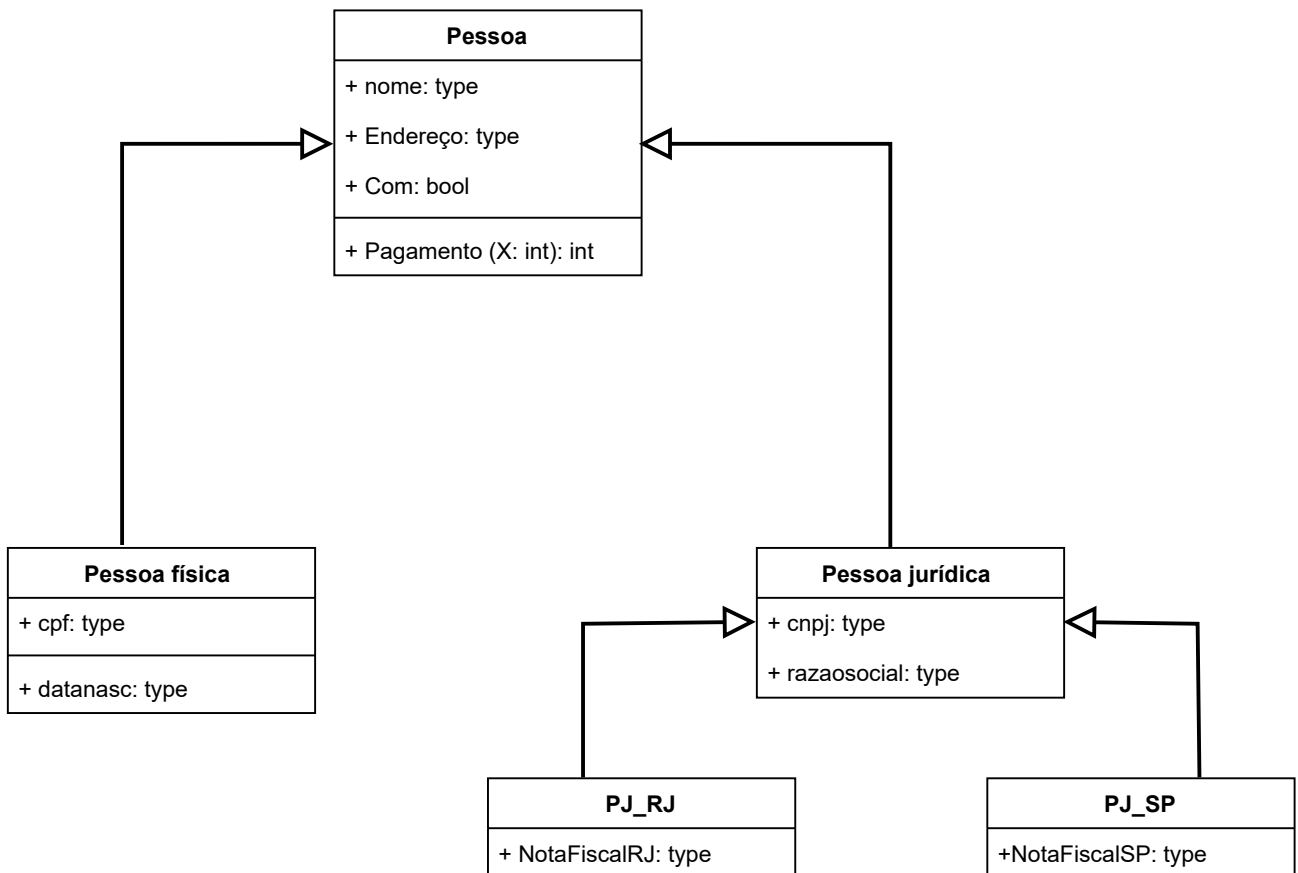 Pessoa
+ nome: type
+ Endereço: type
+ Com: bool
+ Pagamento (X: int): int
Pessoa física
+ cpf: type
+ datanasc: type
Pessoa jurídica
+ cnpj: type
+ razaosocial: type
PJ_RJ
+ NotaFiscalRJ: type
PJ_SP
+NotaFiscalSP: type